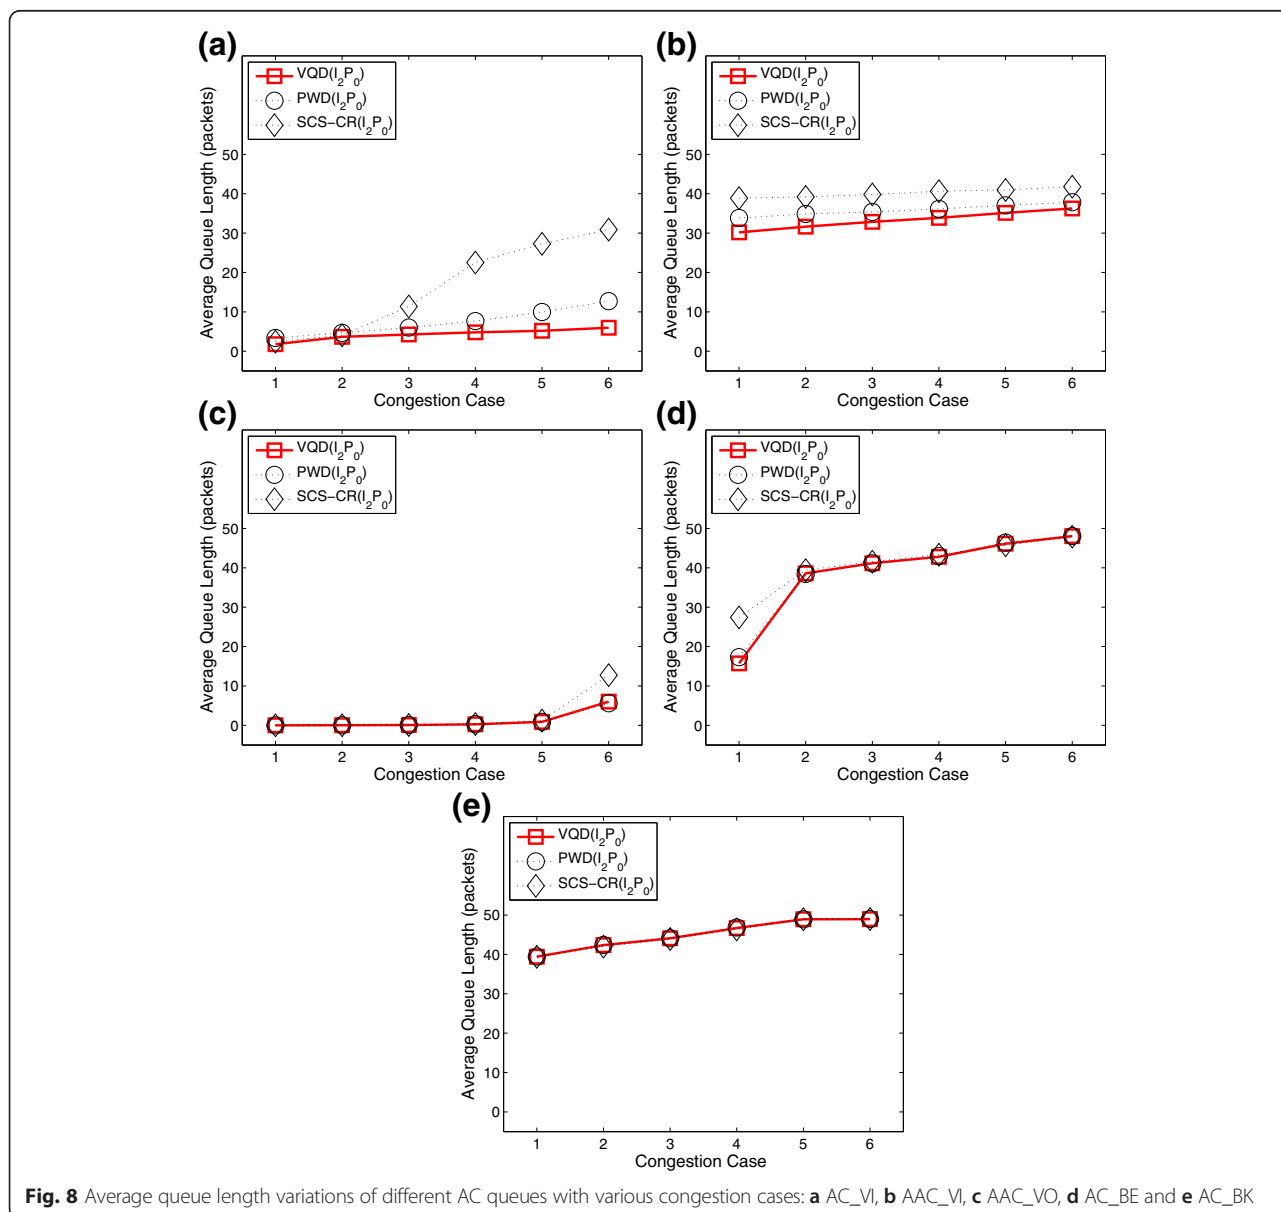 (a)
VQD(I2P0)
PWD(I2P0)
SCS-CR(I2P0)
Average Queue Length (packets)
50
40
30
20
10
0
1 2 3 4 5 6
Congestion Case
(b)
VQD(I2P0)
PWD(I2P0)
SCS-CR(I2P0)
Average Queue Length (packets)
50
40
30
20
10
0
1 2 3 4 5 6
Congestion Case
(c)
VQD(I2P0)
PWD(I2P0)
SCS-CR(I2P0)
Average Queue Length (packets)
50
40
30
20
10
0
1 2 3 4 5 6
Congestion Case
(d)
VQD(I2P0)
PWD(I2P0)
SCS-CR(I2P0)
Average Queue Length (packets)
50
40
30
20
10
0
1 2 3 4 5 6
Congestion Case
(e)
VQD(I2P0)
PWD(I2P0)
SCS-CR(I2P0)
Average Queue Length (packets)
50
40
30
20
10
0
1 2 3 4 5 6
Congestion Case
Fig. 8 Average queue length variations of different AC queues with various congestion cases: a AC_VI, b AAC_VI, c AAC_VO, d AC_BE and e AC_BK